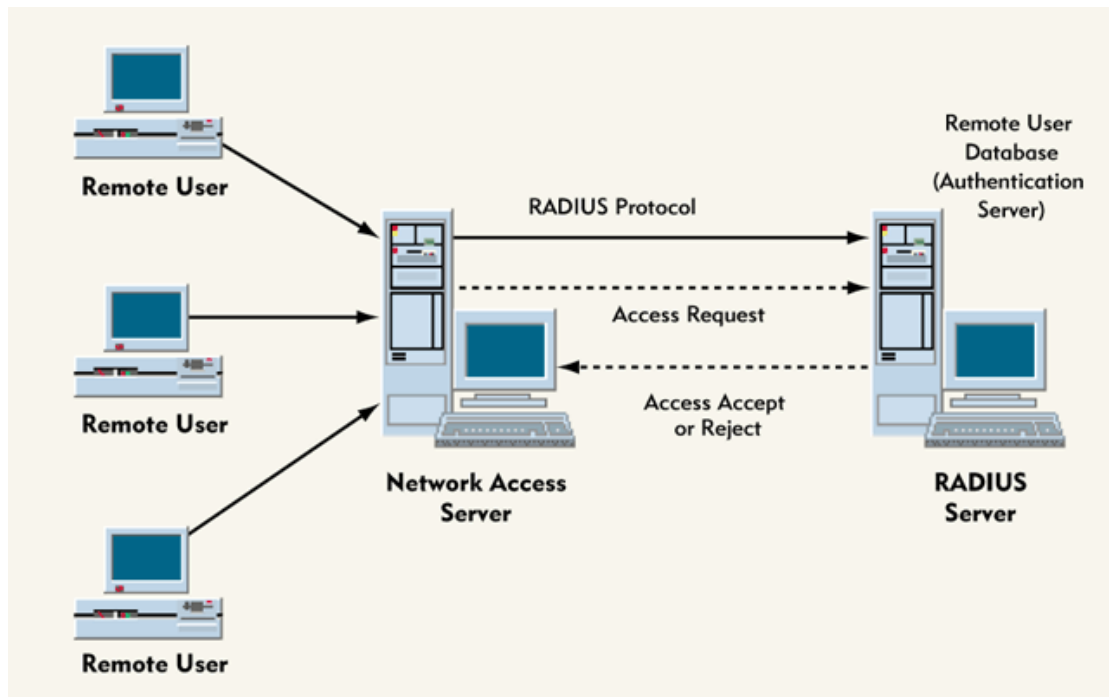 Remote User
Remote User
Remote User
RADIUS Protocol
Access Request
Access Accept
or Reject
Network Access
Server
Remote User
Database
(Authentication
Server)
RADIUS
Server